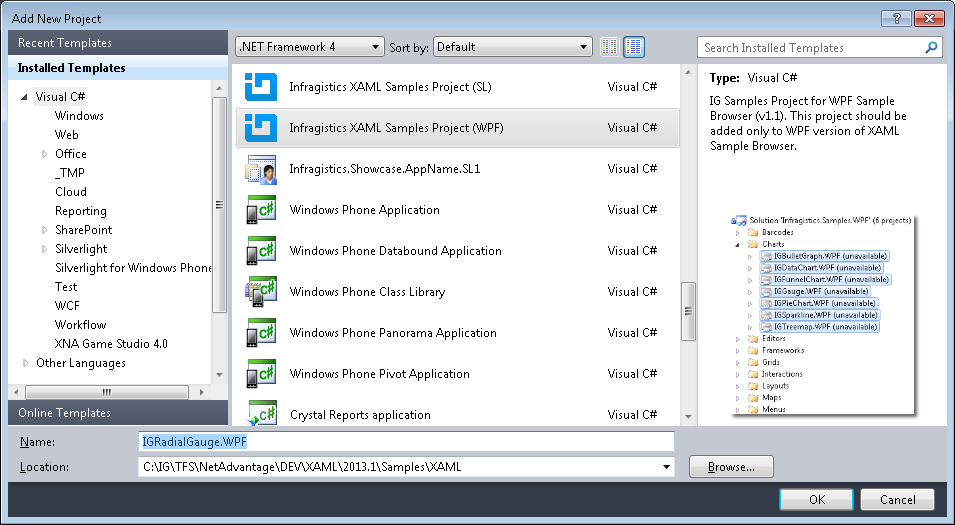 Add New Project
Recent Templates
Installed Templates
Visual C#
Windows
Web
Office
_TMP
Cloud
Reporting
SharePoint
Silverlight
Silverlight for Windows Phone
Test
WCF
Workflow
XNA Game Studio 4.0
Other Languages
Online Templates
.NET Framework 4
Sort by: Default
Infragistics XAML Samples Project (SL) Visual C#
Infragistics XAML Samples Project (WPF) Visual C#
Infragistics.Showcase.AppName.SL1 Visual C#
Windows Phone Application Visual C#
Windows Phone Databound Application Visual C#
Windows Phone Class Library Visual C#
Windows Phone Panorama Application Visual C#
Windows Phone Pivot Application Visual C#
Crystal Reports application Visual C#
Search Installed Templates
Type: Visual C#
IG Samples Project for WPF Sample
Browser (v1.1). This project should be
added only to WPF version of XAML
Sample Browser.
Solution 'Infragistics.Samples.WPF' (6 projects)
Barcodes
Charts
IGBulletGraph.WPF (unavailable)
IGDataChart.WPF (unavailable)
IGFunnelChart.WPF (unavailable)
IGGauge.WPF (unavailable)
IGPieChart.WPF (unavailable)
IGSparkline.WPF (unavailable)
IGTreemap.WPF (unavailable)
Editors
Frameworks
Grids
Interactions
Layouts
Maps
Menus
Name: IGRadialGauge.WPF
Location: C:\IG\TFS\NetAdvantage\DEV\XAML\2013.1\Samples\XAML
Browse...
OK
Cancel